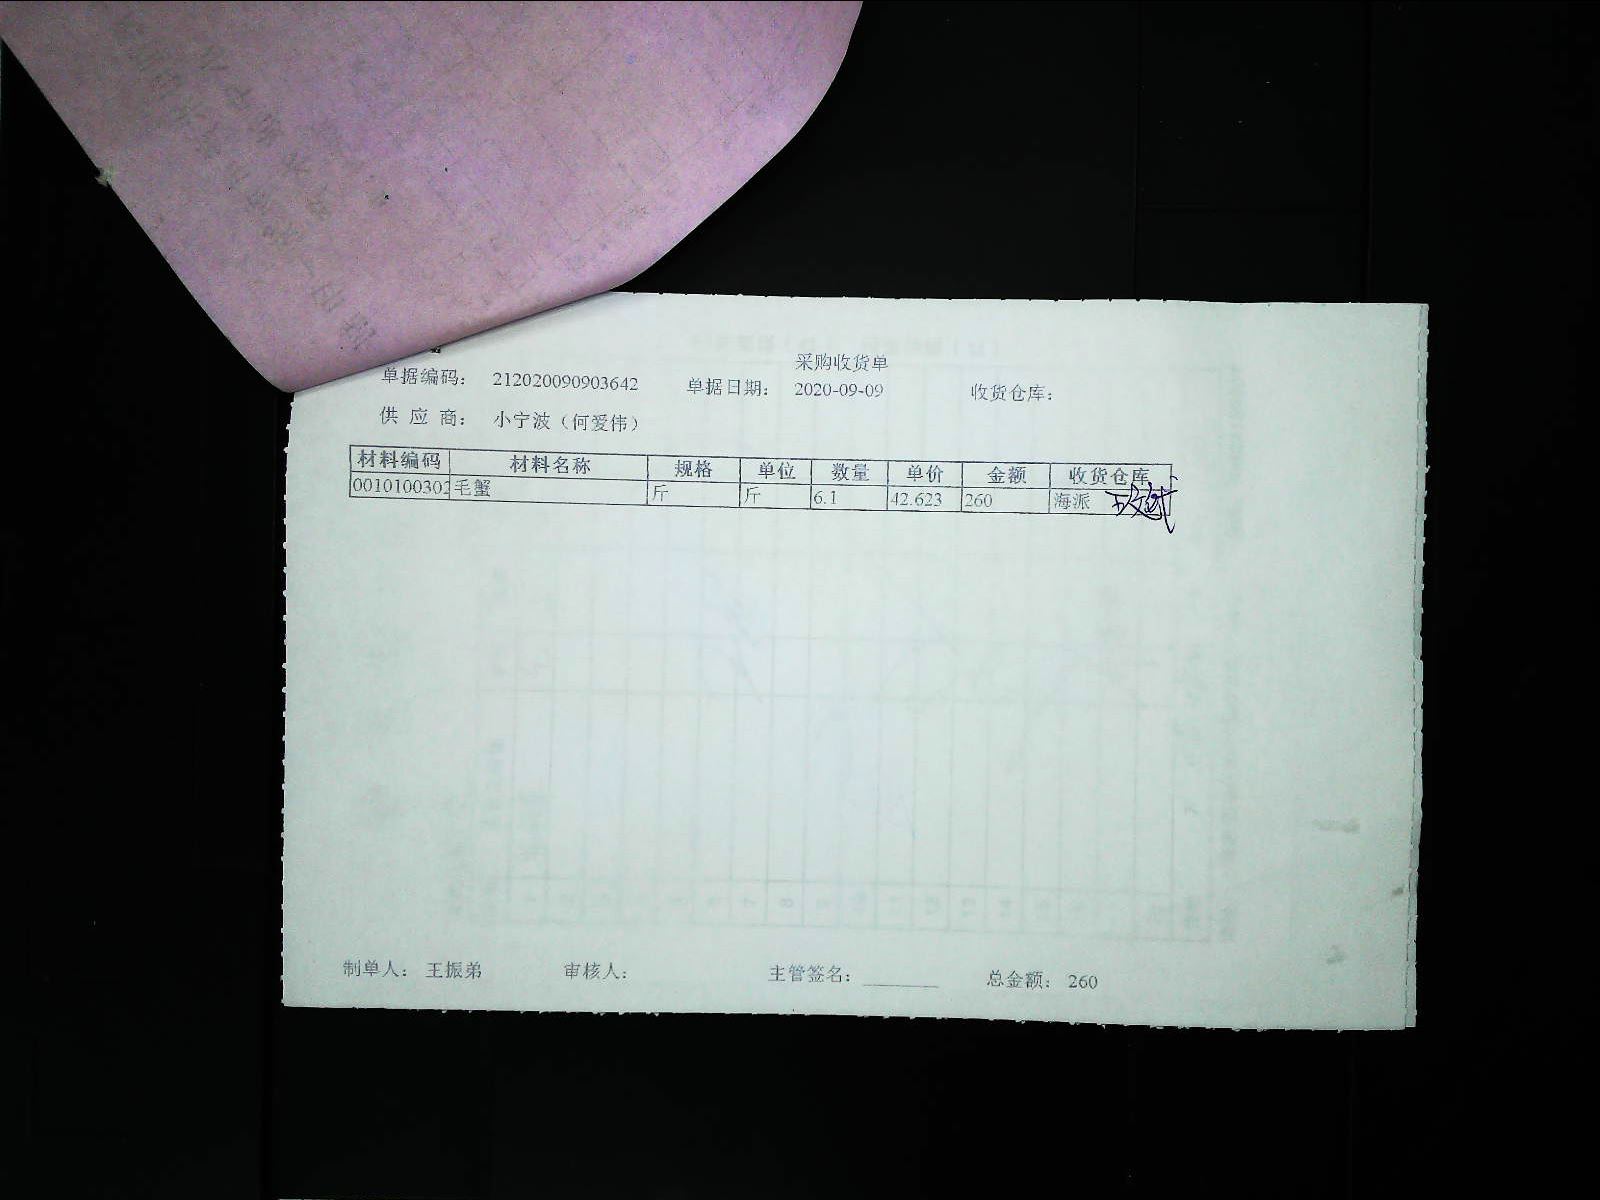 采购收货单
单据编码： 212020090903642 单据日期： 2020-09-09 收货仓库：
供 应 商： 小宁波（何爱伟）
材料编码 材料名称 规格 单位 数量 单价 金额 收货仓库
0010100302 毛蟹 斤 斤 6.1 42.623 260 海派
制单人： 王振弟 审核人： 主管签名： ________ 总金额： 260